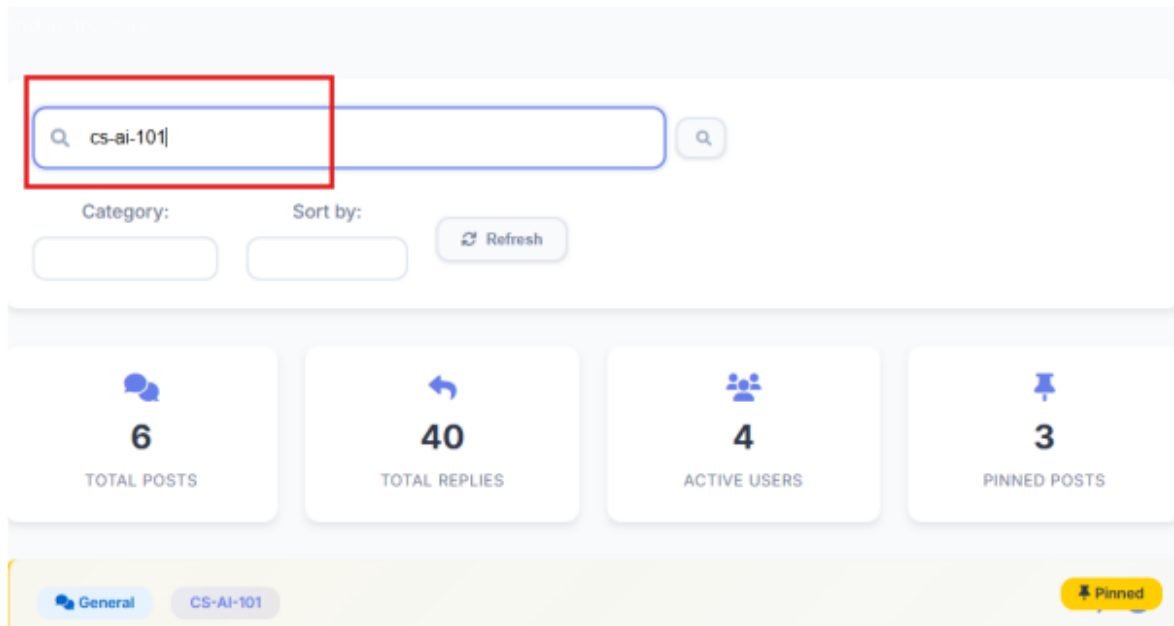 cs-ai-101
Category: Sort by:
Refresh
6 40 4 3
TOTAL POSTS TOTAL REPLIES ACTIVE USERS PINNED POSTS
General CS-AI-101 Pinned